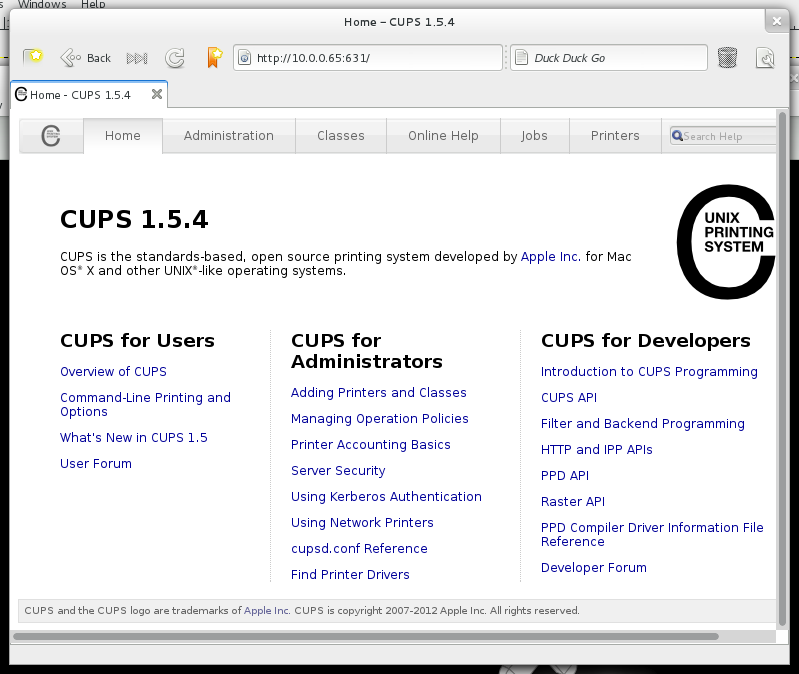 Windows Help
Home – CUPS 1.5.4
Back
http://10.0.0.65:631/
Duck Duck Go
Home - CUPS 1.5.4
Home
Administration
Classes
Online Help
Jobs
Printers
Search Help
CUPS 1.5.4
CUPS is the standards-based, open source printing system developed by Apple Inc. for Mac
OS® X and other UNIX®-like operating systems.
UNIX
PRINTING
SYSTEM
CUPS for Users
Overview of CUPS
Command-Line Printing and
Options
What's New in CUPS 1.5
User Forum
CUPS for
Administrators
Adding Printers and Classes
Managing Operation Policies
Printer Accounting Basics
Server Security
Using Kerberos Authentication
Using Network Printers
cupsd.conf Reference
Find Printer Drivers
CUPS for Developers
Introduction to CUPS Programming
CUPS API
Filter and Backend Programming
HTTP and IPP APIs
PPD API
Raster API
PPD Compiler Driver Information File
Reference
Developer Forum
CUPS and the CUPS logo are trademarks of Apple Inc. CUPS is copyright 2007-2012 Apple Inc. All rights reserved.